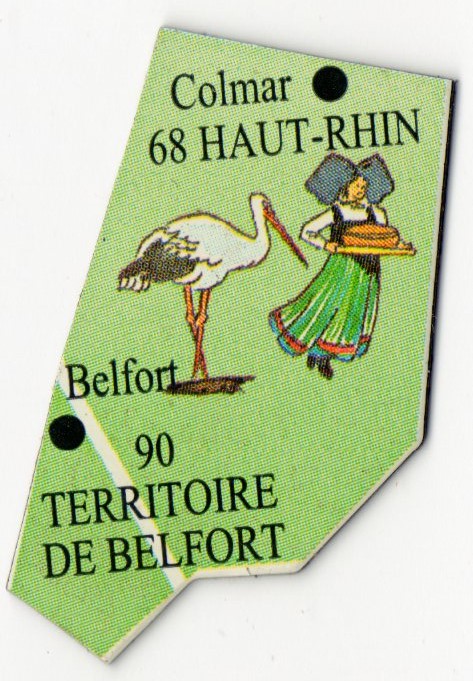 Colmar
68 HAUT-RHIN
Belfort
90
TERRITOIRE
DE BELFORT